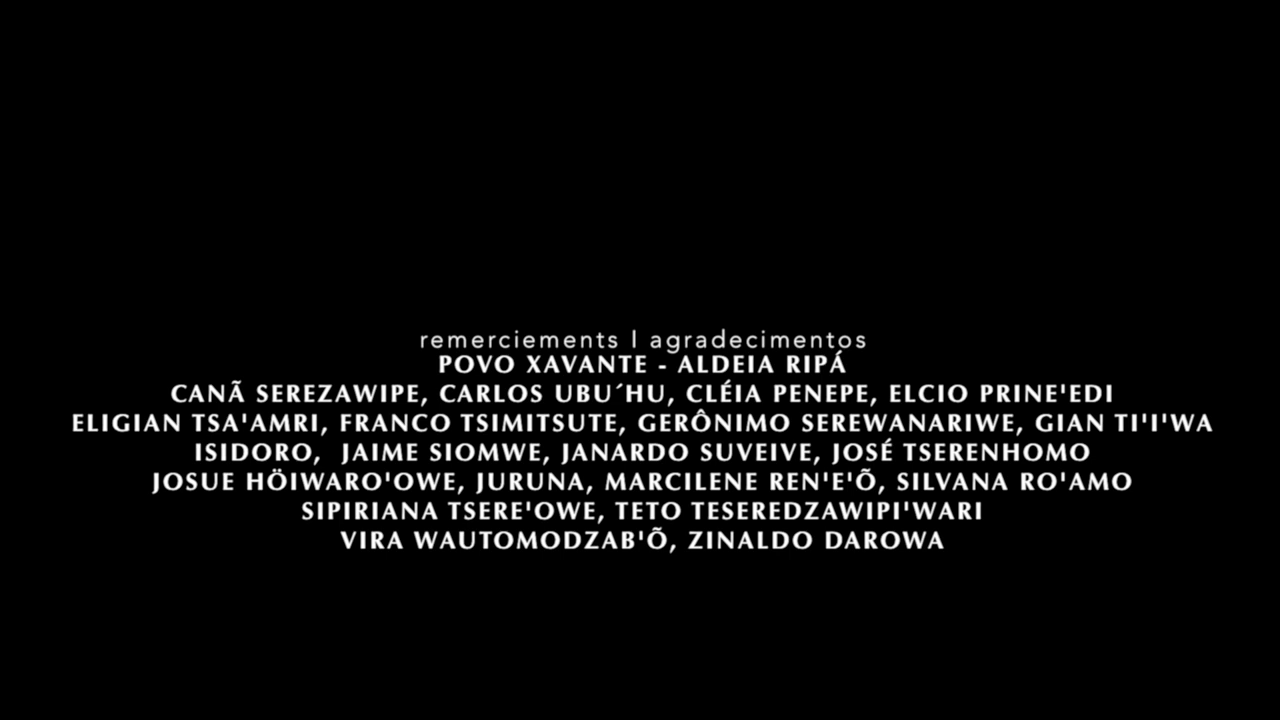 remerciements I agradecimentos
POVO XAVANTE - ALDEIA RIPÁ
CANÃ SEREZAWIPE, CARLOS UBU´HU, CLÉIA PENEPE, ELCIO PRINE'EDI
ELIGIAN TSA'AMRI, FRANCO TSIMITSUTE, GERÔNIMO SEREWANARIWE, GIAN TI'I'WA
ISIDORO,  JAIME SIOMWE, JANARDO SUVEIVE, JOSÉ TSERENHOMO
JOSUE HÖIWARO'OWE, JURUNA, MARCILENE REN'E'Õ, SILVANA RO'AMO
SIPIRIANA TSERE'OWE, TETO TESEREDZAWIPI'WARI
VIRA WAUTOMODZAB'Õ, ZINALDO DAROWA